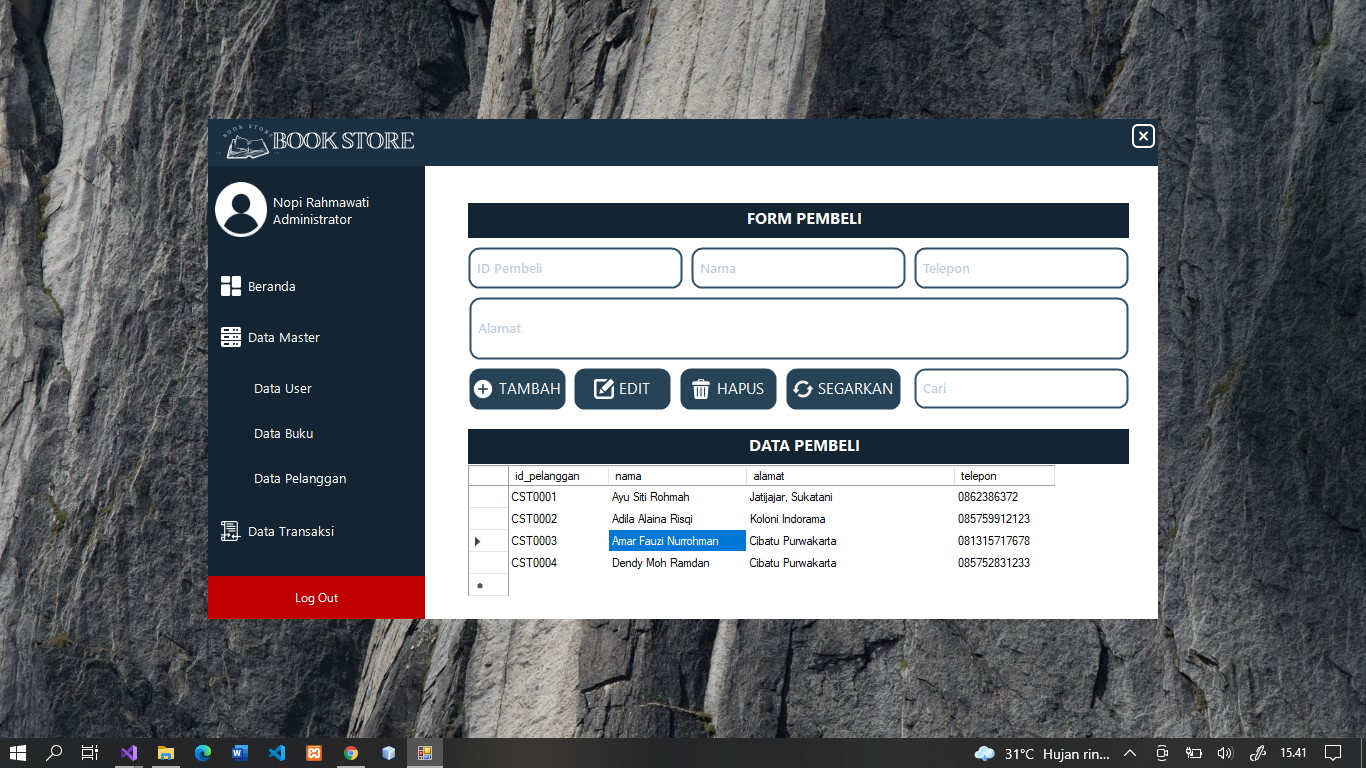 BOOK STORE
BOOK STORE
Nopi Rahmawati
Administrator
Beranda
Data Master
Data User
Data Buku
Data Pelanggan
Data Transaksi
Log Out
FORM PEMBELI
ID Pembeli Nama Telepon
Alamat
TAMBAH EDIT HAPUS SEGARKAN Cari
DATA PEMBELI
id_pelanggan nama alamat telepon
CST0001 Ayu Siti Rohmah Jatijajar, Sukatani 0862386372
CST0002 Adila Alaina Risqi Koloni Indorama 085759912123
CST0003 Amar Fauzi Nurrohman Cibatu Purwakarta 081315717678
CST0004 Dendy Moh Ramdan Cibatu Purwakarta 085752831233
31°C Hujan rin... 15.41